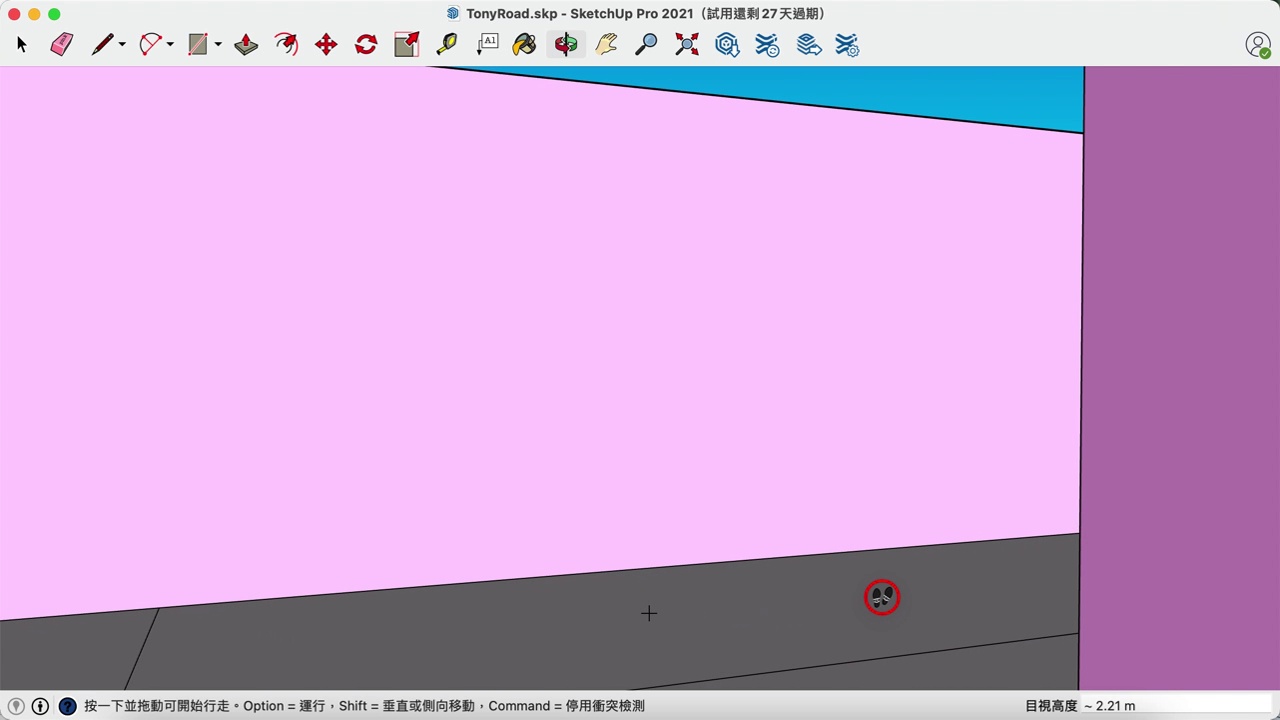 TonyRoad.skp - SketchUp Pro 2021（試用還剩 27 天過期）
A1
按一下並拖動可開始行走。Option = 運行，Shift = 垂直或側向移動，Command = 停用衝突檢測
目視高度 ~ 2.21 m